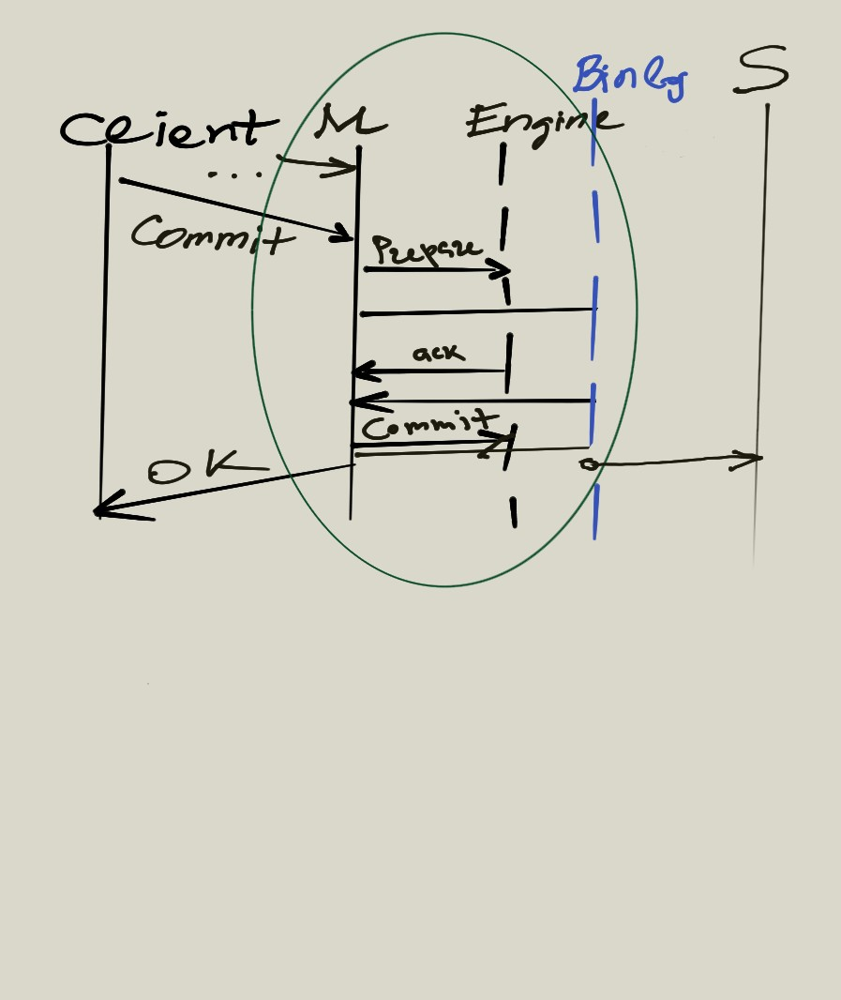 Binlog
S
Client
M
Engine
...
Commit
Prepare
ack
Commit
OK